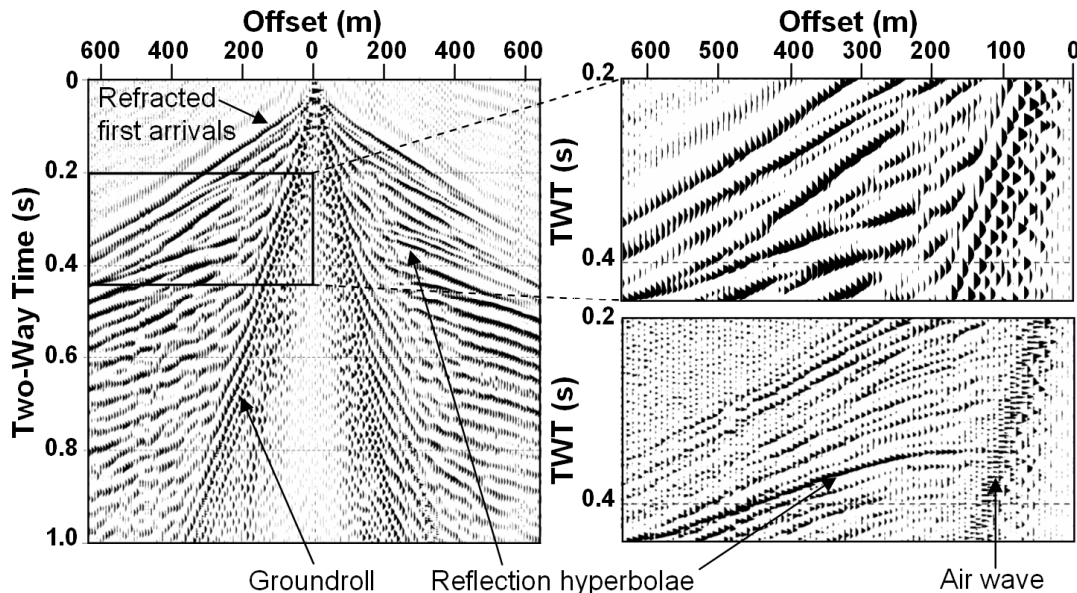 Offset (m)
600 400 200 0 200 400 600
0
0.2
0.4
0.6
0.8
1.0
Two-Way Time (s)
Refracted
first arrivals
Groundroll
Offset (m)
600 500 400 300 200 100 0
0.2
TWT (s)
0.4
0.2
TWT (s)
0.4
Reflection hyperbolae
Air wave